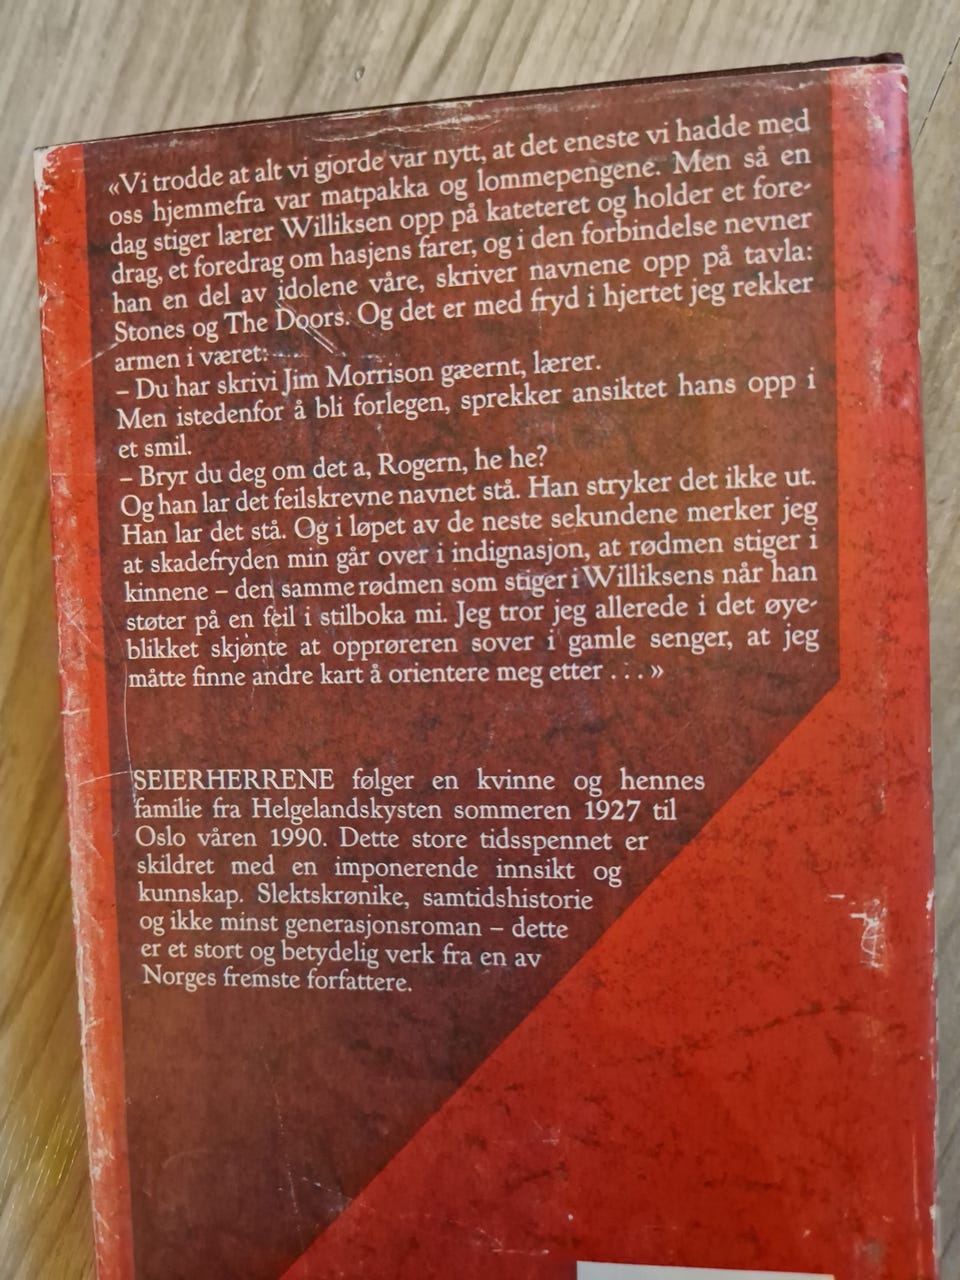 «Vi trodde at alt vi gjorde var nytt, at det eneste vi hadde med
oss hjemmefra var matpakka og lommepengene. Men så en
dag stiger lærer Williksen opp på kateteret og holder et fore-
drag, et foredrag om hasjens farer, og i den forbindelse nevner
han en del av idolene våre, skriver navnene opp på tavla:
Stones og The Doors. Og det er med fryd i hjertet jeg rekker
armen i været:
– Du har skrivi Jim Morrison gæernt, lærer.
Men istedenfor å bli forlegen, sprekker ansiktet hans opp i
et smil.
– Bryr du deg om det a, Rogern, he he?
Og han lar det feilskrevne navnet stå. Han stryker det ikke ut.
Han lar det stå. Og i løpet av de neste sekundene merker jeg
at skadefryden min går over i indignasjon, at rødmen stiger i
kinnene – den samme rødmen som stiger i Williksens når han
støter på en feil i stilboka mi. Jeg tror jeg allerede i det øye-
blikket skjønte at opprøreren sover i gamle senger, at jeg
måtte finne andre kart å orientere meg etter . . . »
SEIERHERRENE følger en kvinne og hennes
familie fra Helgelandskysten sommeren 1927 til
Oslo våren 1990. Dette store tidsspennet er
skildret med en imponerende innsikt og
kunnskap. Slektskrønike, samtidshistorie
og ikke minst generasjonsroman – dette
er et stort og betydelig verk fra en av
Norges fremste forfattere.